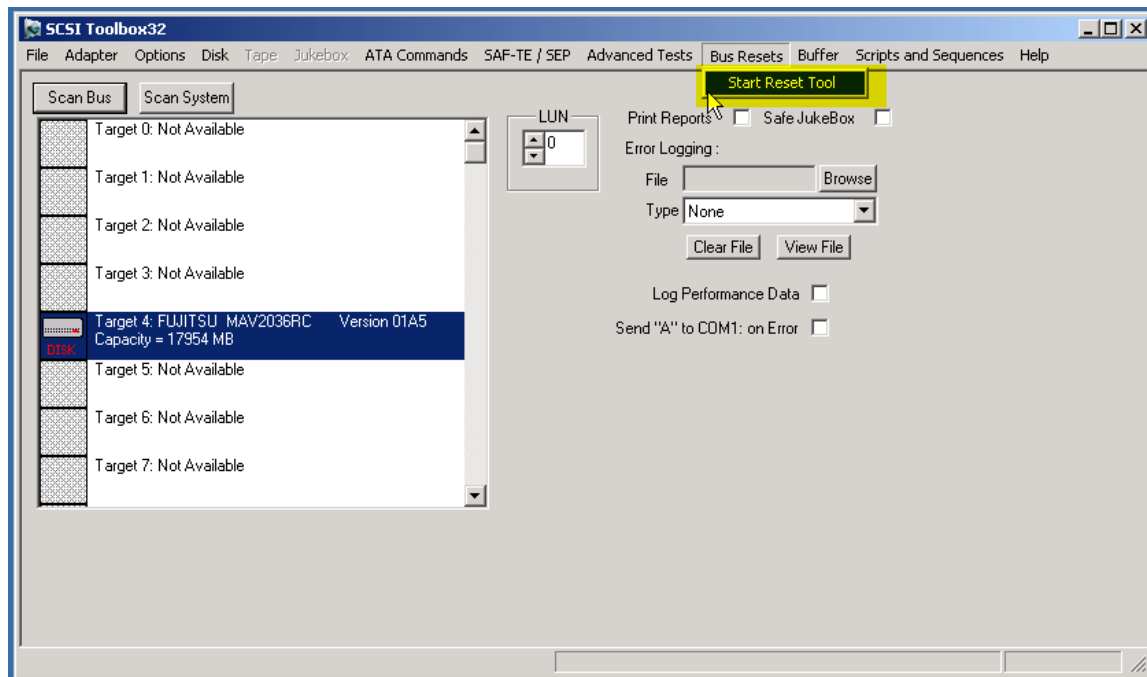 SCSI Toolbox32
File Adapter Options Disk Tape Jukebox ATA Commands SAF-TE / SEP Advanced Tests Bus Resets Buffer Scripts and Sequences Help
Start Reset Tool
Scan Bus Scan System
LUN
0
Print Reports Safe JukeBox
Error Logging :
File Browse
Type None
Clear File View File
Log Performance Data
Send "A" to COM1: on Error
Target 0: Not Available
Target 1: Not Available
Target 2: Not Available
Target 3: Not Available
Target 4: FUJITSU MAV2036RC Version 01A5
Capacity = 17954 MB
DISK
Target 5: Not Available
Target 6: Not Available
Target 7: Not Available